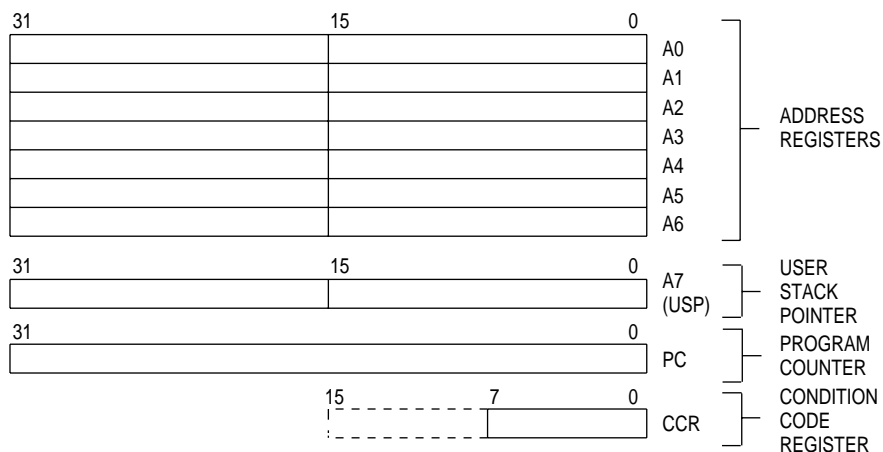 31 15 0
A0
A1
A2
A3
A4
A5
A6
ADDRESS
REGISTERS
31 15 0
A7
(USP)
USER
STACK
POINTER
31 0
PC
PROGRAM
COUNTER
15 7 0
CCR
CONDITION
CODE
REGISTER